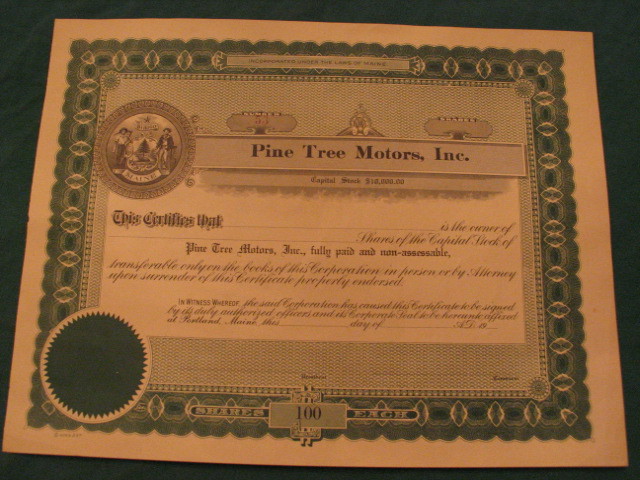 INCORPORATED UNDER THE LAWS OF MAINE
NUMBER
SHARES
Pine Tree Motors, Inc.
Capital Stock $10,000.00
MAINE
This Certifies that
is the owner of
Shares of the Capital Stock of
Pine Tree Motors, Inc., fully paid and non-assessable,
transferable only on the books of this Corporation in person or by Attorney
upon surrender of this Certificate properly endorsed.
IN WITNESS WHEREOF, the said Corporation has caused this Certificate to be signed
by its duly authorized officers and its Corporate Seal to be hereunto affixed
at Portland, Maine, this day of A.D. 19
SHARES 100 EACH